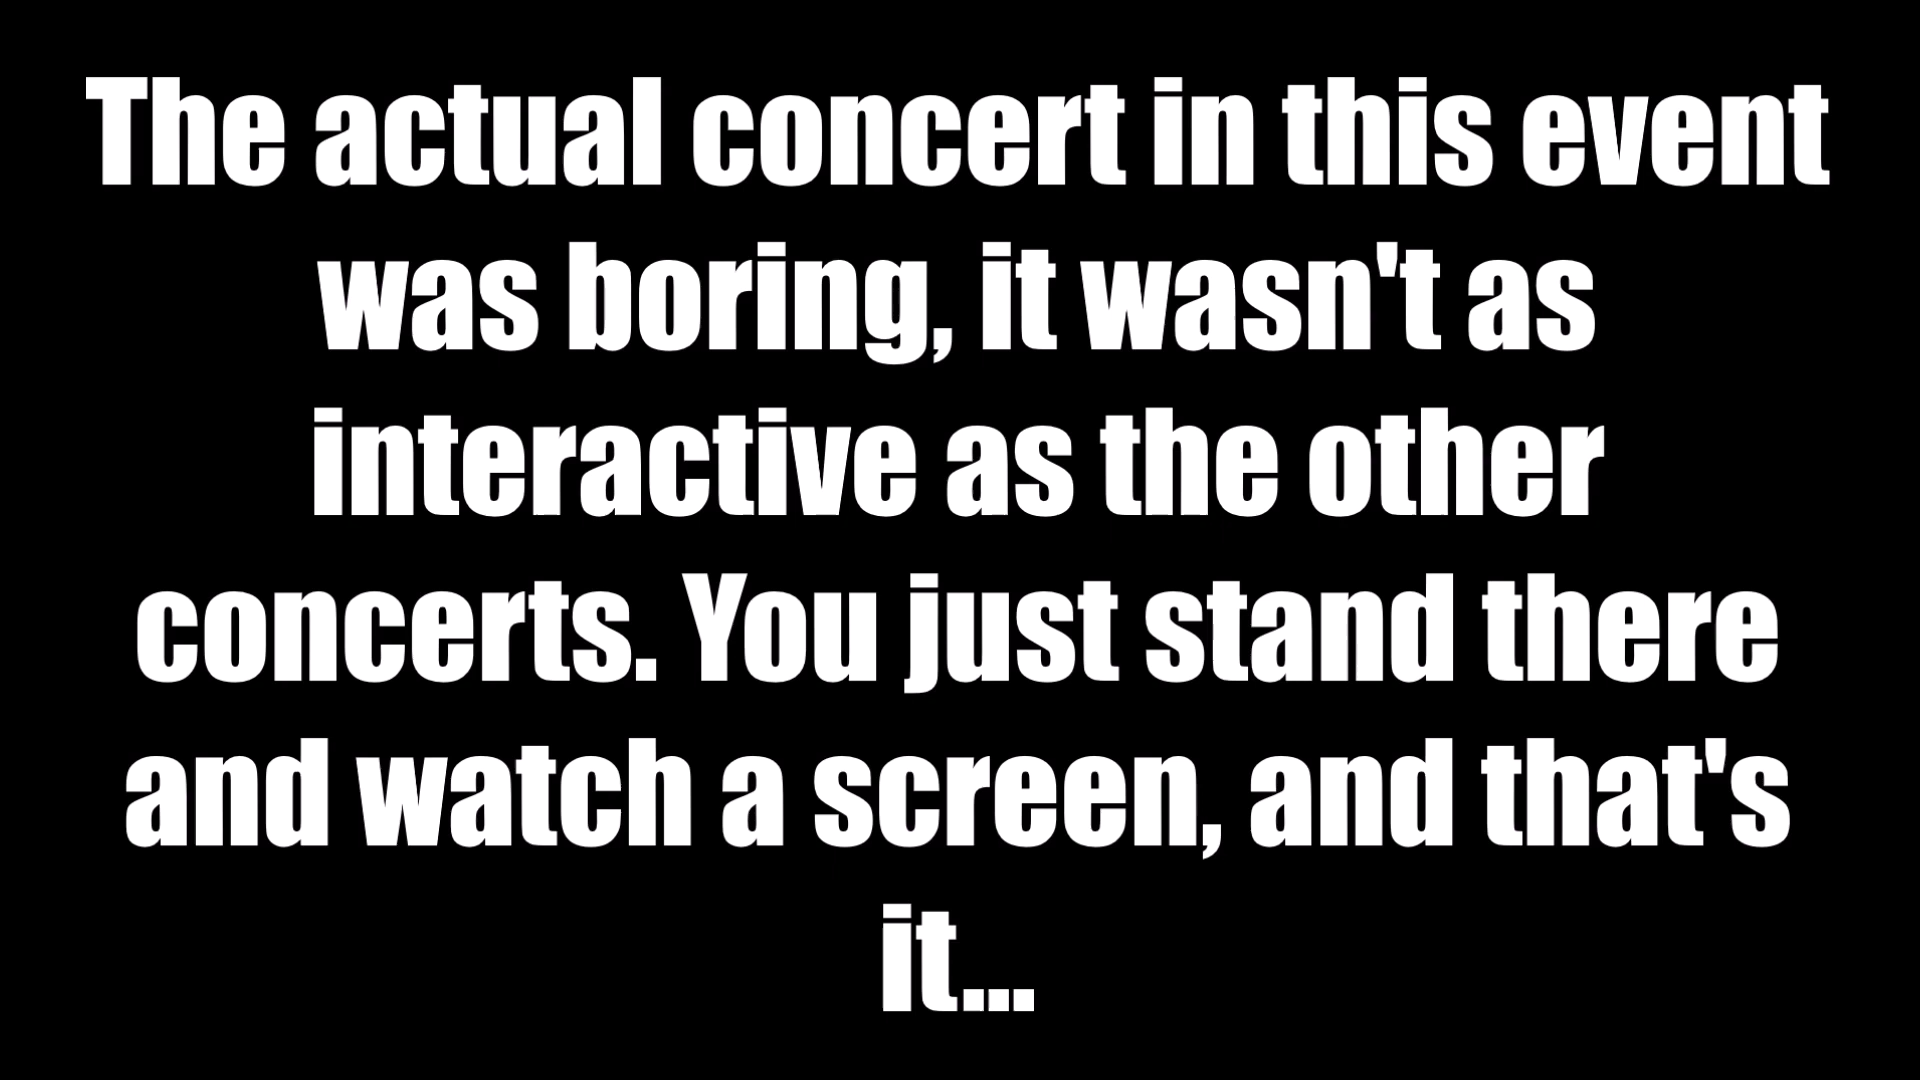 The actual concert in this event
was boring, it wasn't as
interactive as the other
concerts. You just stand there
and watch a screen, and that's
it...